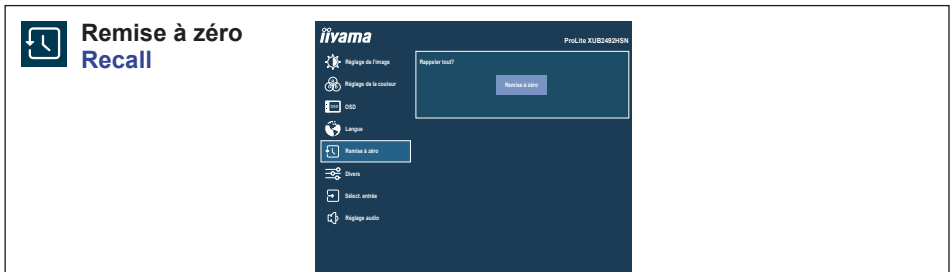 Remise à zéro
Recall
iiyama
ProLite XUB2492HSN
Réglage de l'image
Rappeler tout?
Réglage de la couleur
Remise à zéro
OSD
Langue
Remise à zéro
Divers
Sélect. entrée
Réglage audio